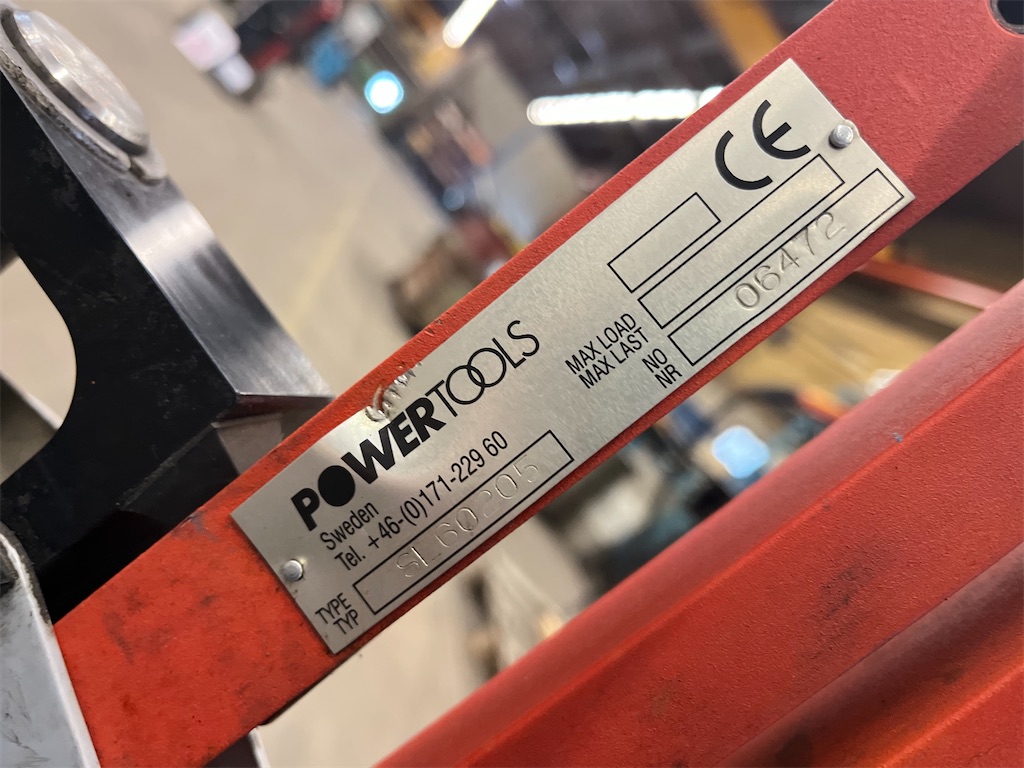 POWERTOOLS
Sweden
Tel. +46-(0)171-229 60
TYPE
TYP
SL60205
CE
MAX.LOAD
MAX LAST
NO
NR
06472